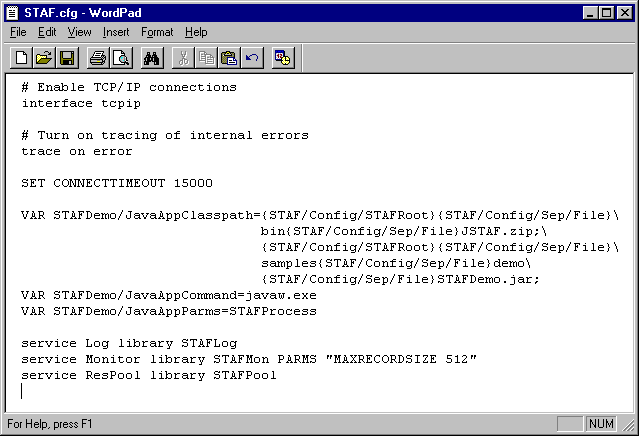 STAF.cfg - WordPad
File Edit View Insert Format Help
# Enable TCP/IP connections
interface tcpip
# Turn on tracing of internal errors
trace on error
SET CONNECTTIMEOUT 15000
VAR STAFDemo/JavaAppClasspath={STAF/Config/STAFRoot}{STAF/Config/Sep/File}\
bin{STAF/Config/Sep/File}JSTAF.zip;\
{STAF/Config/STAFRoot}{STAF/Config/Sep/File}\
samples{STAF/Config/Sep/File}demo\
{STAF/Config/Sep/File}STAFDemo.jar;
VAR STAFDemo/JavaAppCommand=javaw.exe
VAR STAFDemo/JavaAppParms=STAFProcess
service Log library STAFLog
service Monitor library STAFMon PARMS "MAXRECORDSIZE 512"
service ResPool library STAFPool
For Help, press F1
NUM